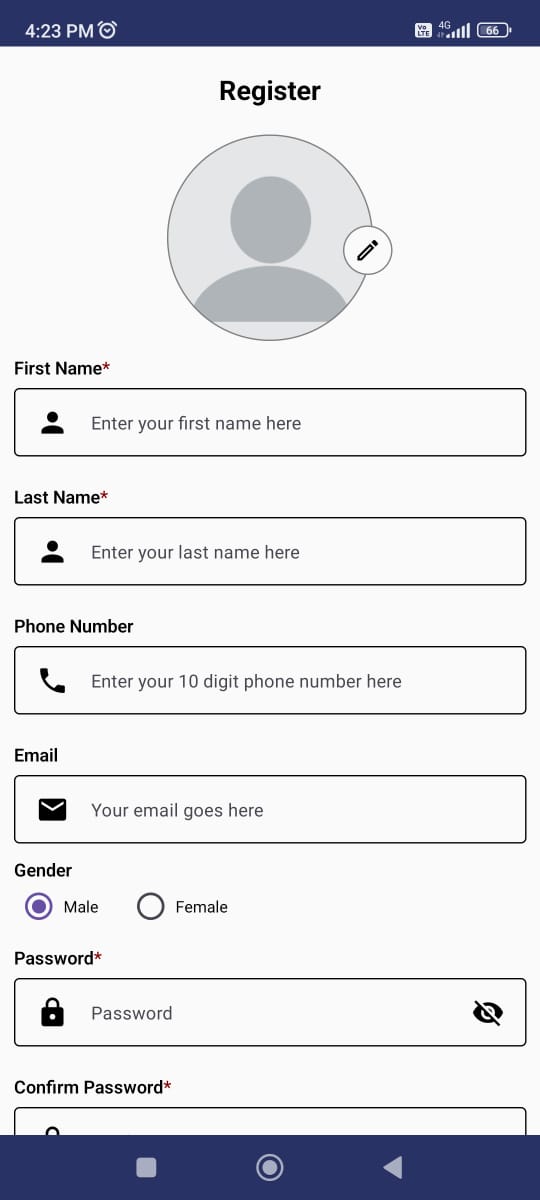 4:23 PM
Vo LTE 4G 66
Register
First Name*
Enter your first name here
Last Name*
Enter your last name here
Phone Number
Enter your 10 digit phone number here
Email
Your email goes here
Gender
Male Female
Password*
Password
Confirm Password*